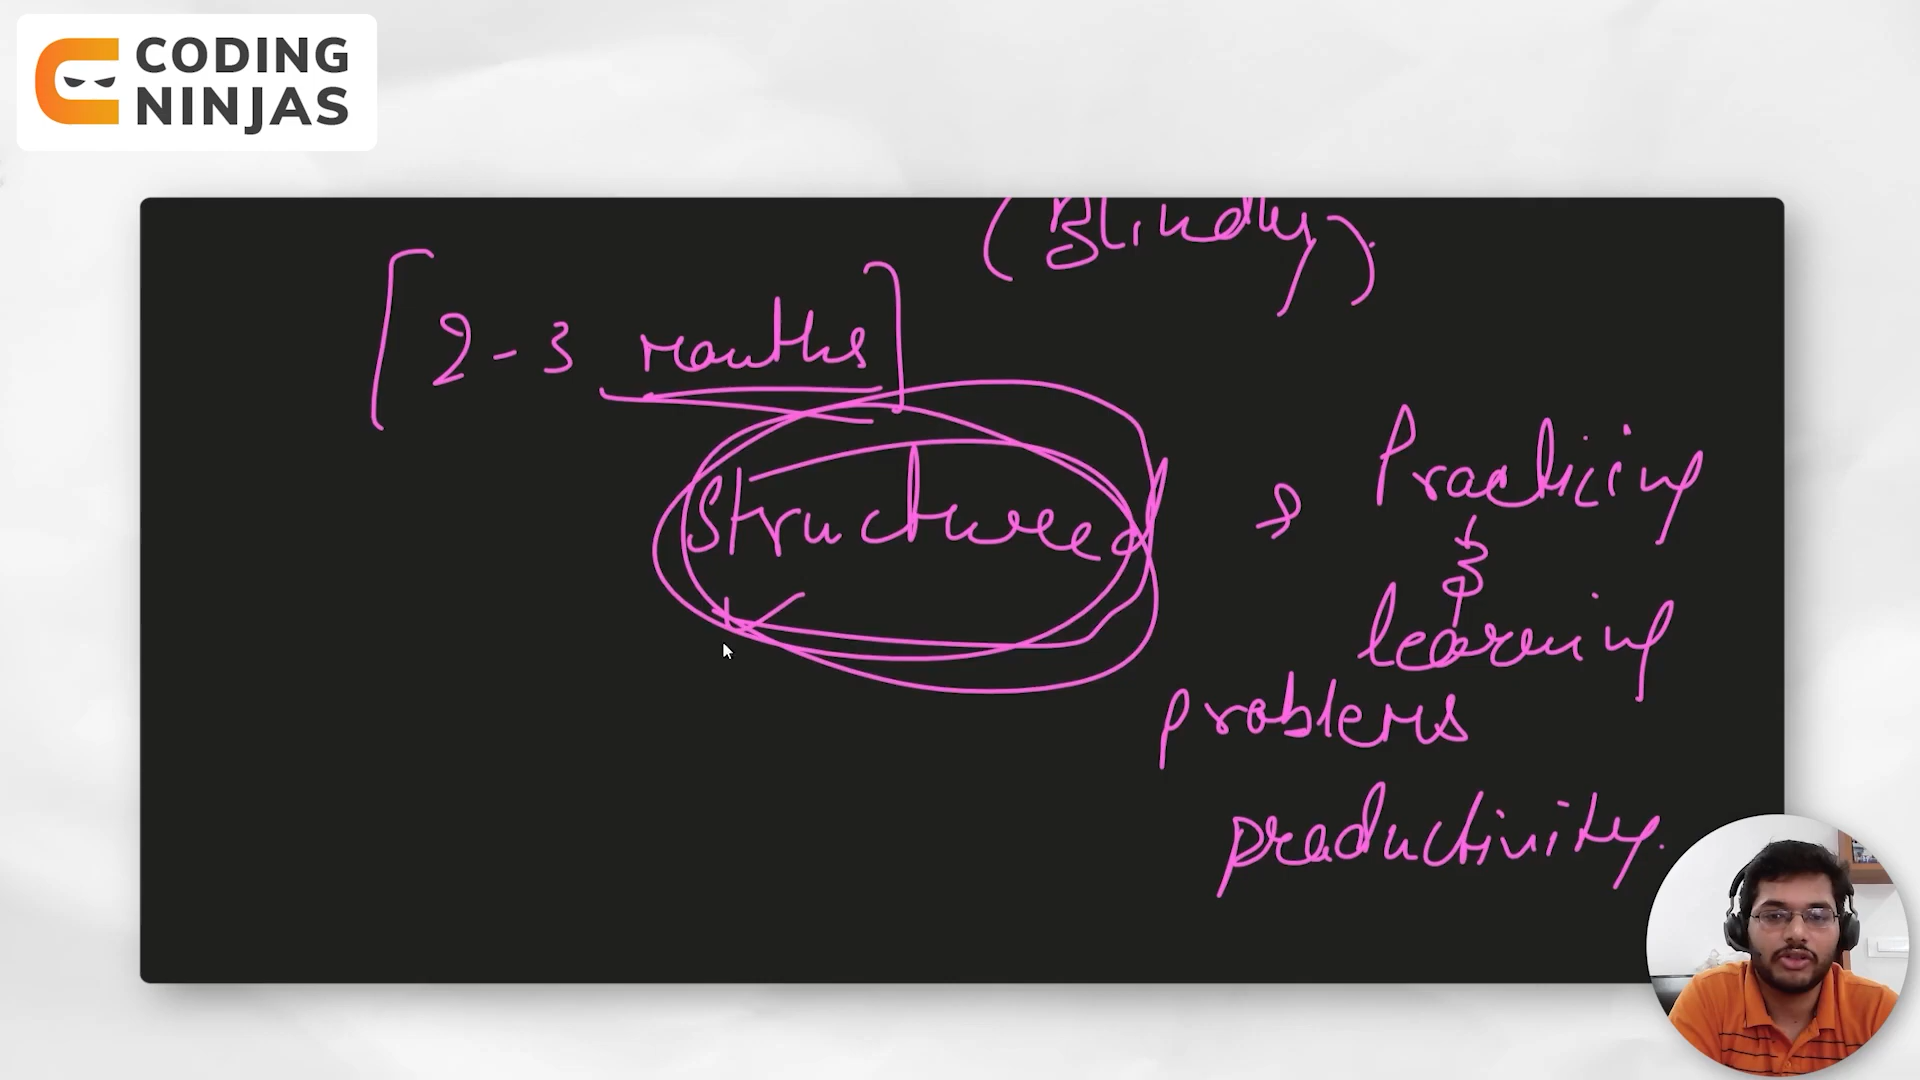 CODING
NINJAS
(Blindly).
[2-3 months]
Structured
→ Practicing
&
learning
problems
productivity.